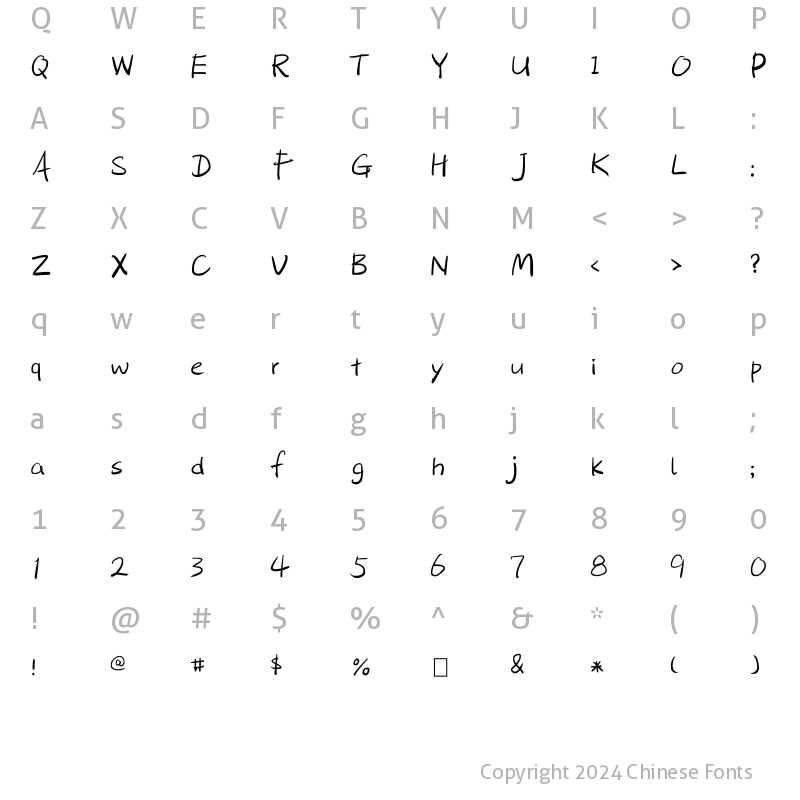 Q W E R T Y U I O P
Q W E R T Y U I O P
A S D F G H J K L :
A S D F G H J K L :
Z X C V B N M < > ?
Z X C V B N M < > ?
q w e r t y u i o p
q w e r t y u i o p
a s d f g h j k l ;
a s d f g h j k l ;
1 2 3 4 5 6 7 8 9 0
1 2 3 4 5 6 7 8 9 0
! @ # $ % ^ & * ( )
! @ # $ % □ & * ( )
Copyright 2024 Chinese Fonts